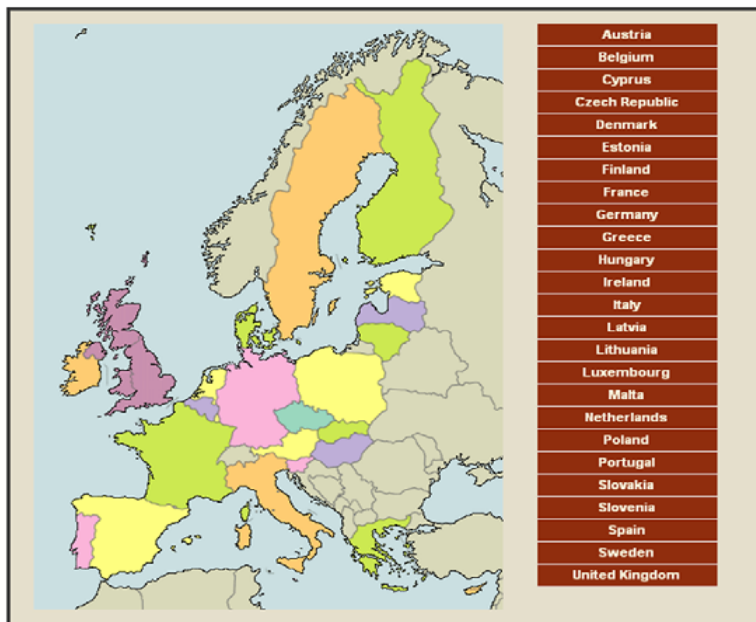 Austria
Belgium
Cyprus
Czech Republic
Denmark
Estonia
Finland
France
Germany
Greece
Hungary
Ireland
Italy
Latvia
Lithuania
Luxembourg
Malta
Netherlands
Poland
Portugal
Slovakia
Slovenia
Spain
Sweden
United Kingdom